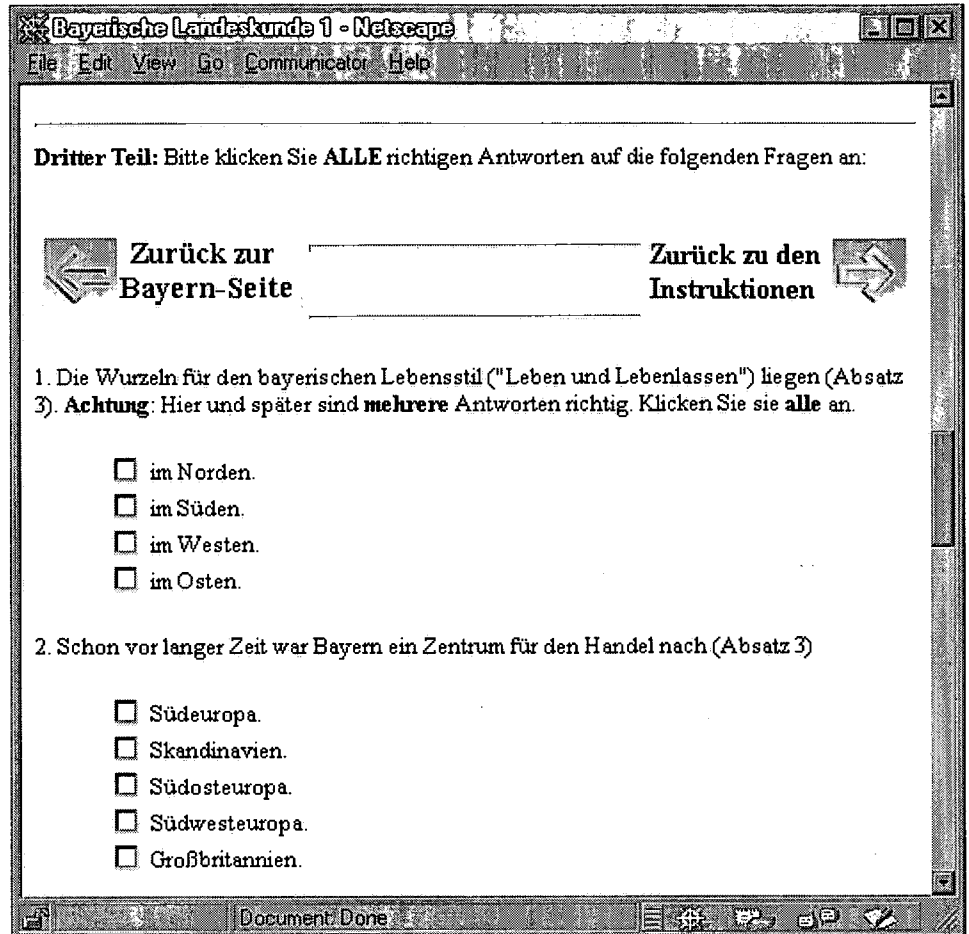 Bayerische Landeskunde 1 - Netscape
File Edit View Go Communicator Help
Dritter Teil: Bitte klicken Sie ALLE richtigen Antworten auf die folgenden Fragen an:
Zurück zur
Bayern-Seite
Zurück zu den
Instruktionen
1. Die Wurzeln für den bayerischen Lebensstil ("Leben und Lebenlassen") liegen (Absatz
3). Achtung: Hier und später sind mehrere Antworten richtig. Klicken Sie sie alle an.
im Norden.
im Süden.
im Westen.
im Osten.
2. Schon vor langer Zeit war Bayern ein Zentrum für den Handel nach (Absatz 3)
Südeuropa.
Skandinavien.
Südosteuropa.
Südwesteuropa.
Großbritannien.
Document: Done